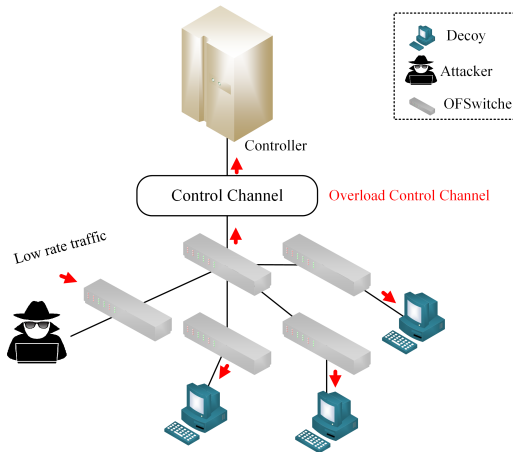 Decoy
Attacker
OFSwitche
Controller
Control Channel
Overload Control Channel
Low rate traffic